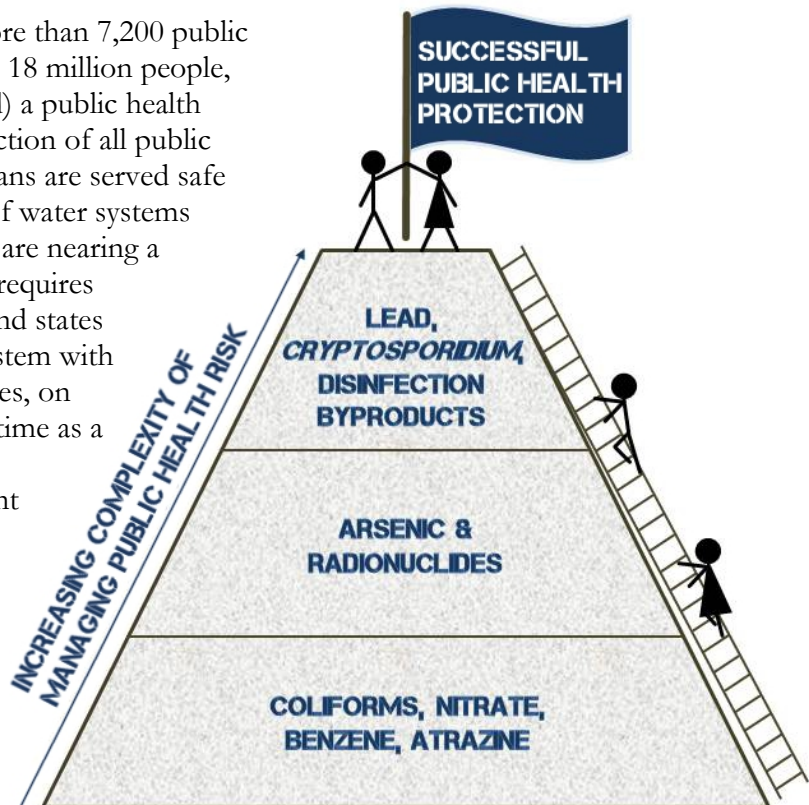 ore than 7,200 public
18 million people,
l) a public health
ction of all public
ans are served safe
of water systems
are nearing a
requires
nd states
stem with
es, on
time as a
nt
SUCCESSFUL
PUBLIC HEALTH
PROTECTION
INCREASING COMPLEXITY OF
MANAGING PUBLIC HEALTH RISK
LEAD,
CRYPTOSPORIDIUM,
DISINFECTION
BYPRODUCTS
ARSENIC &
RADIONUCLIDES
COLIFORMS, NITRATE,
BENZENE, ATRAZINE